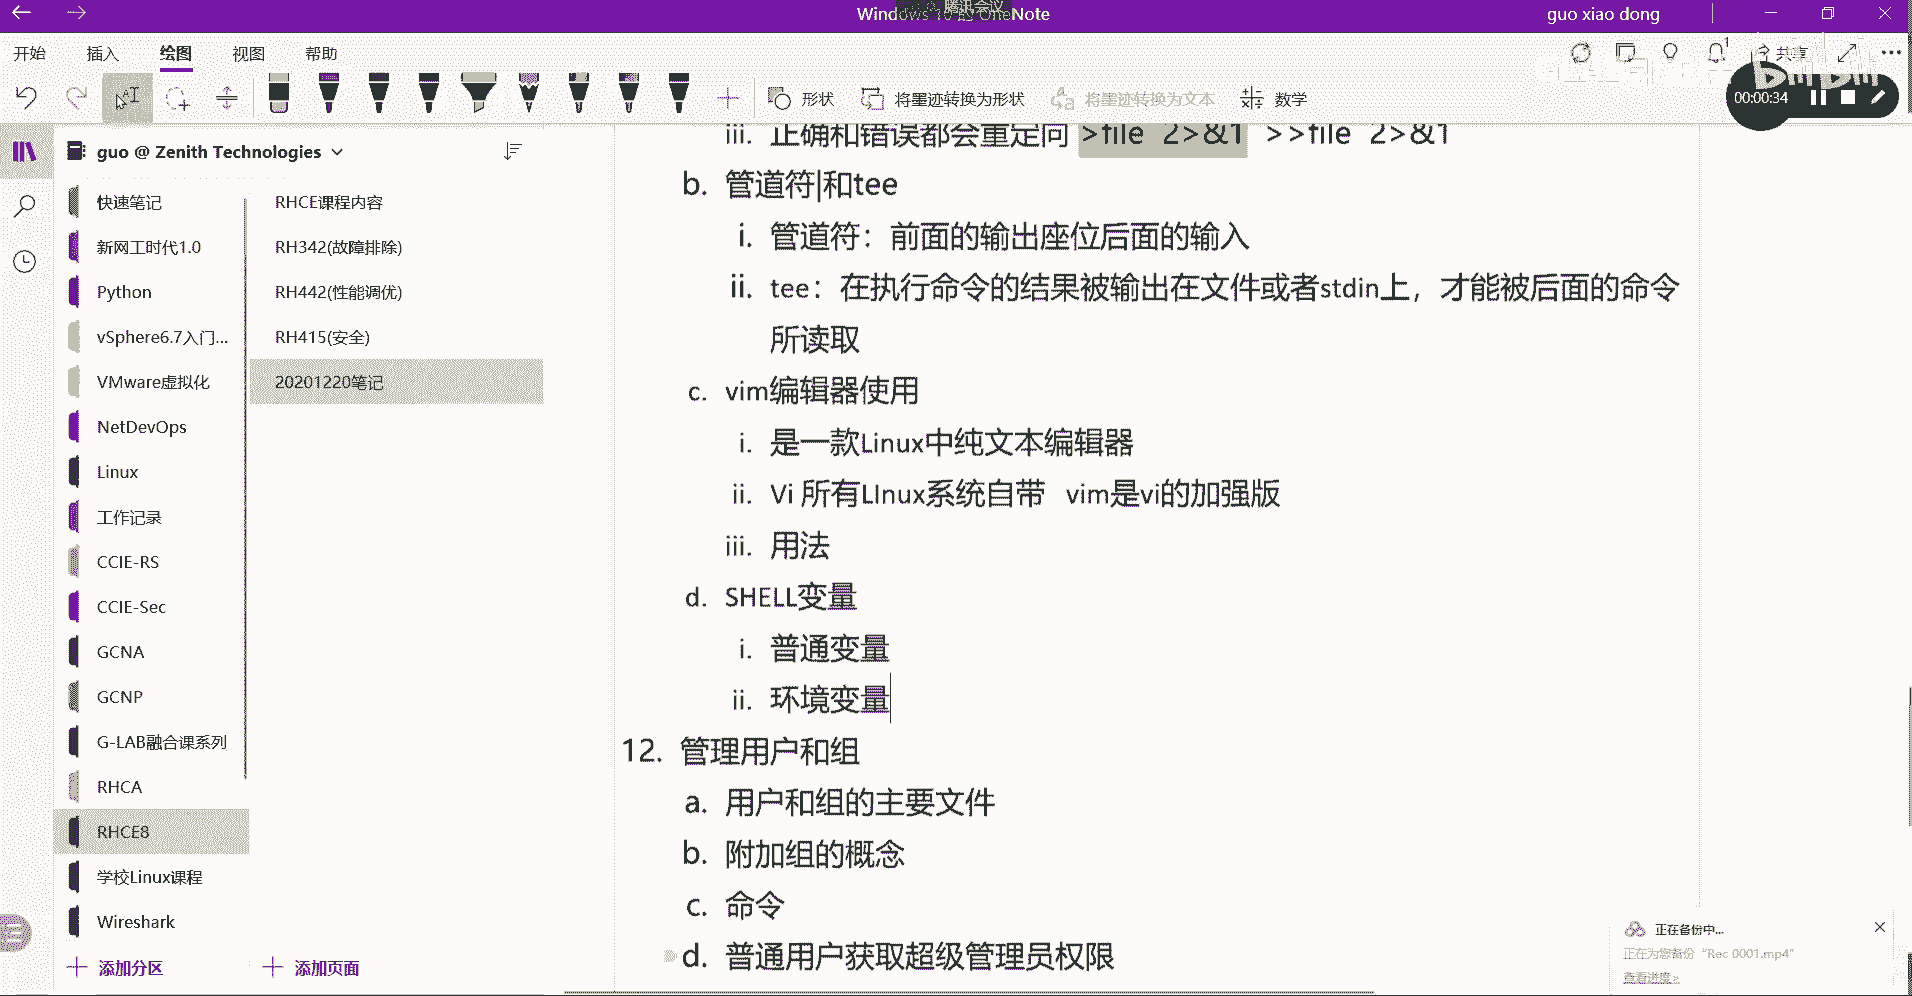 腾讯会议
Windows 10 的 OneNote
guo xiao dong
开始 插入 绘图 视图 帮助
1
共享
bilibili
00:00:34
形状 将墨迹转换为形状 将墨迹转换为文本 数学
guo @ Zenith Technologies
快速笔记
新网工时代1.0
Python
vSphere6.7入门...
VMware虚拟化
NetDevOps
Linux
工作记录
CCIE-RS
CCIE-Sec
GCNA
GCNP
G-LAB融合课系列
RHCA
RHCE8
学校Linux课程
Wireshark
添加分区
RHCE课程内容
RH342(故障排除)
RH442(性能调优)
RH415(安全)
20201220笔记
添加页面
iii. 正确和错误都会重定向 >file 2>&1 >>file 2>&1
b. 管道符|和tee
i. 管道符：前面的输出座位后面的输入
ii. tee：在执行命令的结果被输出在文件或者stdin上，才能被后面的命令
所读取
c. vim编辑器使用
i. 是一款Linux中纯文本编辑器
ii. Vi 所有LInux系统自带 vim是vi的加强版
iii. 用法
d. SHELL变量
i. 普通变量
ii. 环境变量
12. 管理用户和组
a. 用户和组的主要文件
b. 附加组的概念
c. 命令
d. 普通用户获取超级管理员权限
正在备份中...
正在为您备份 “Rec 0001.mp4”
查看进度>